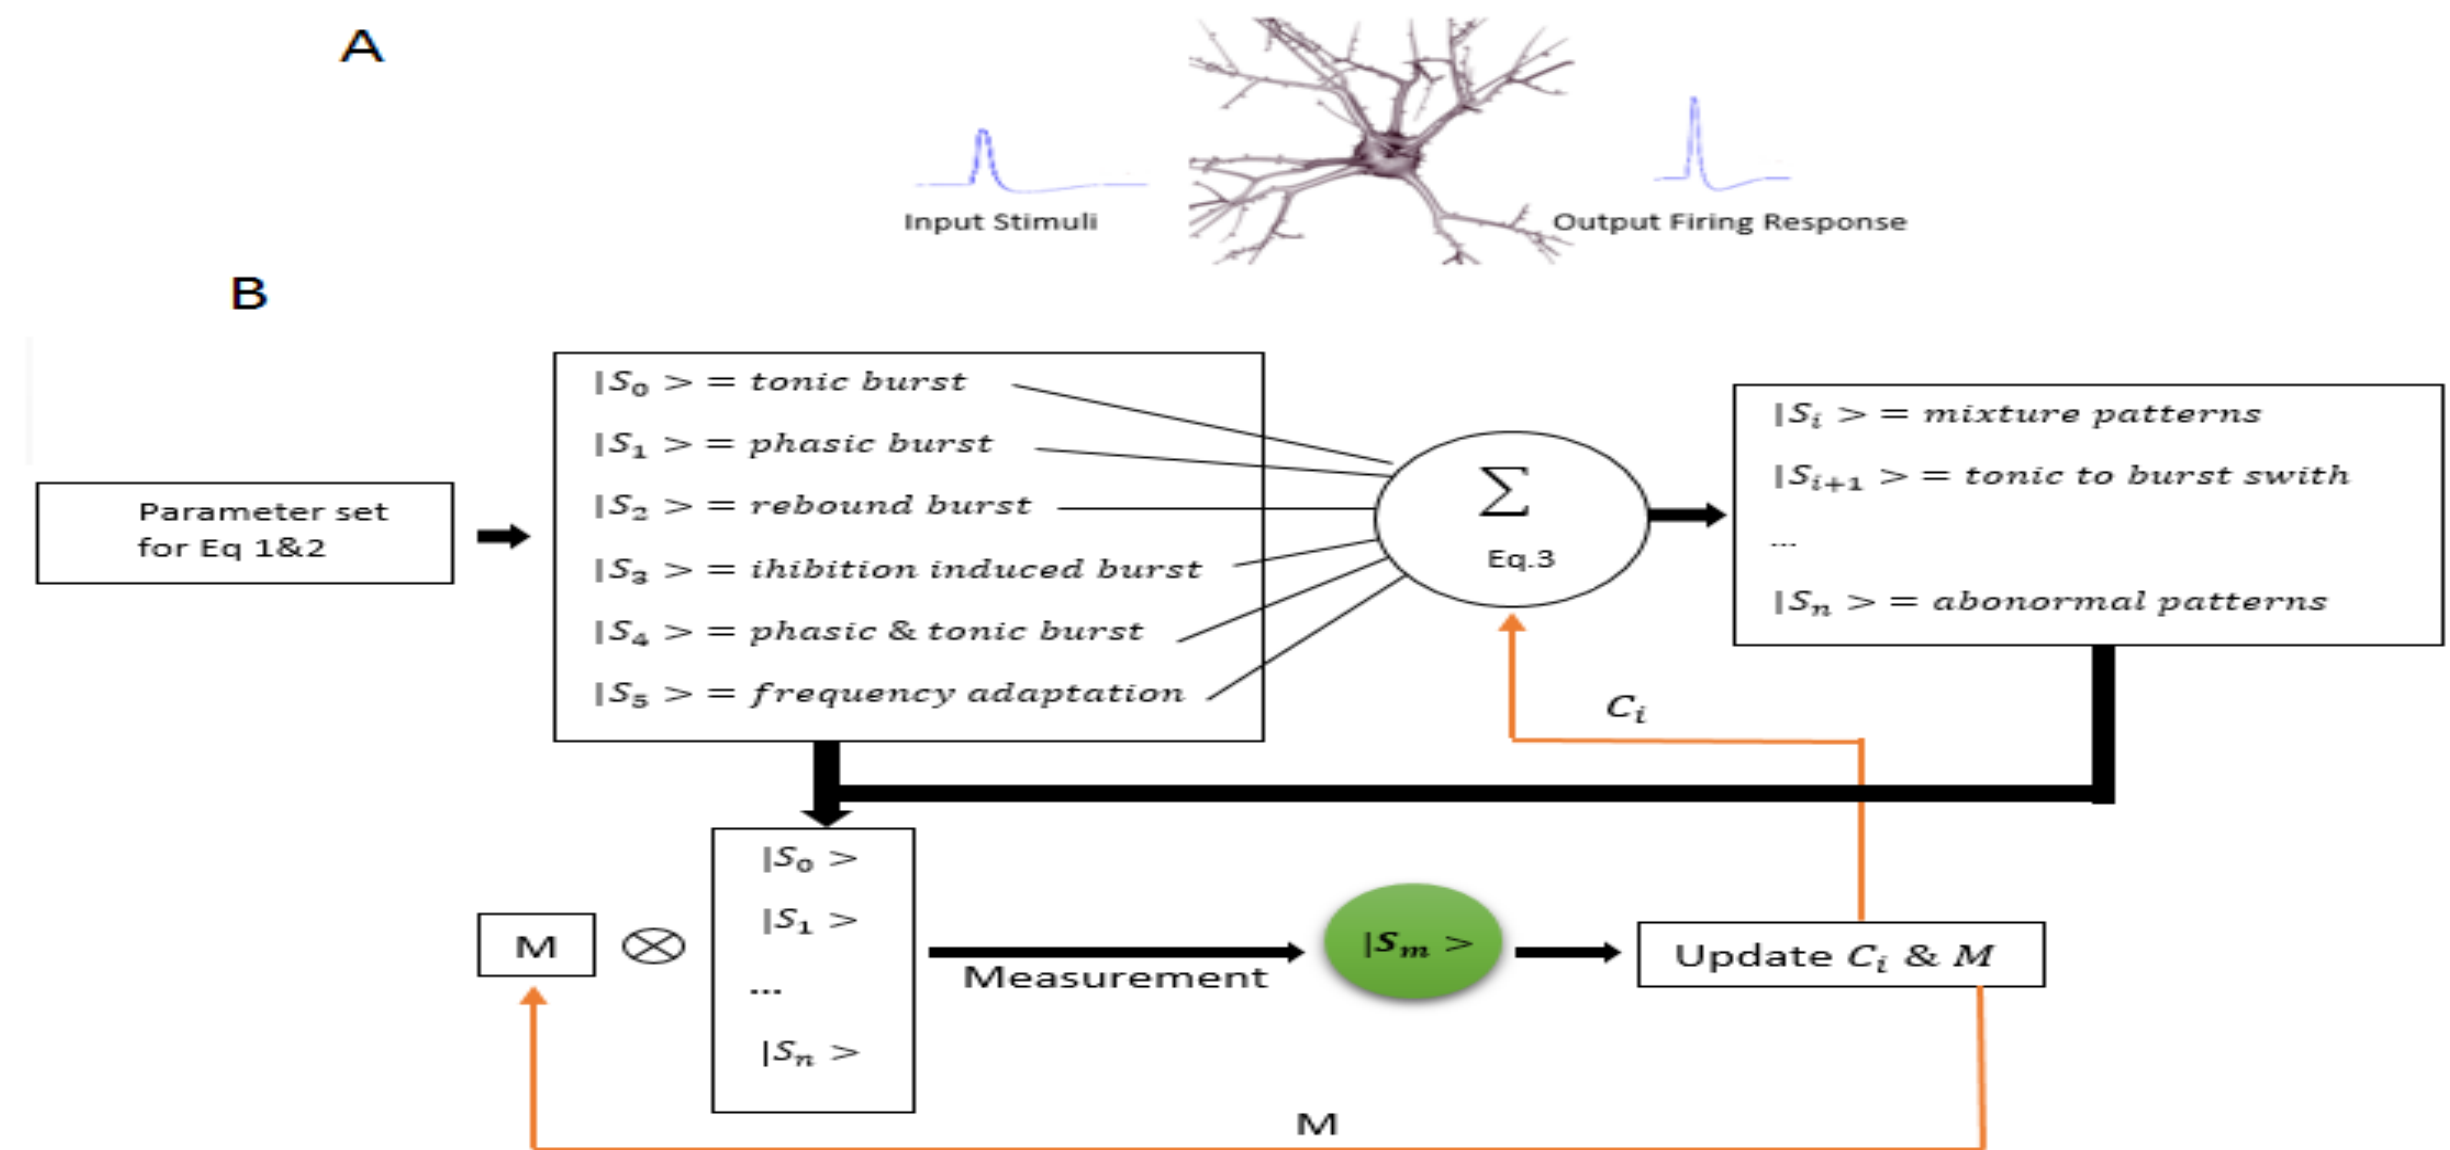 A
Input Stimuli
Output Firing Response
B
Parameter set
for Eq 1&2
|S₀ > = tonic burst
|S₁ > = phasic burst
|S₂ > = rebound burst
|S₃ > = ihibition induced burst
|S₄ > = phasic & tonic burst
|S₅ > = frequency adaptation
∑
Eq.3
|Sᵢ > = mixture patterns
|Sᵢ₊₁ > = tonic to burst swith
...
|Sₙ > = abonormal patterns
Cᵢ
M
⊗
|S₀ >
|S₁ >
...
|Sₙ >
Measurement
|Sₘ >
Update Cᵢ & M
M